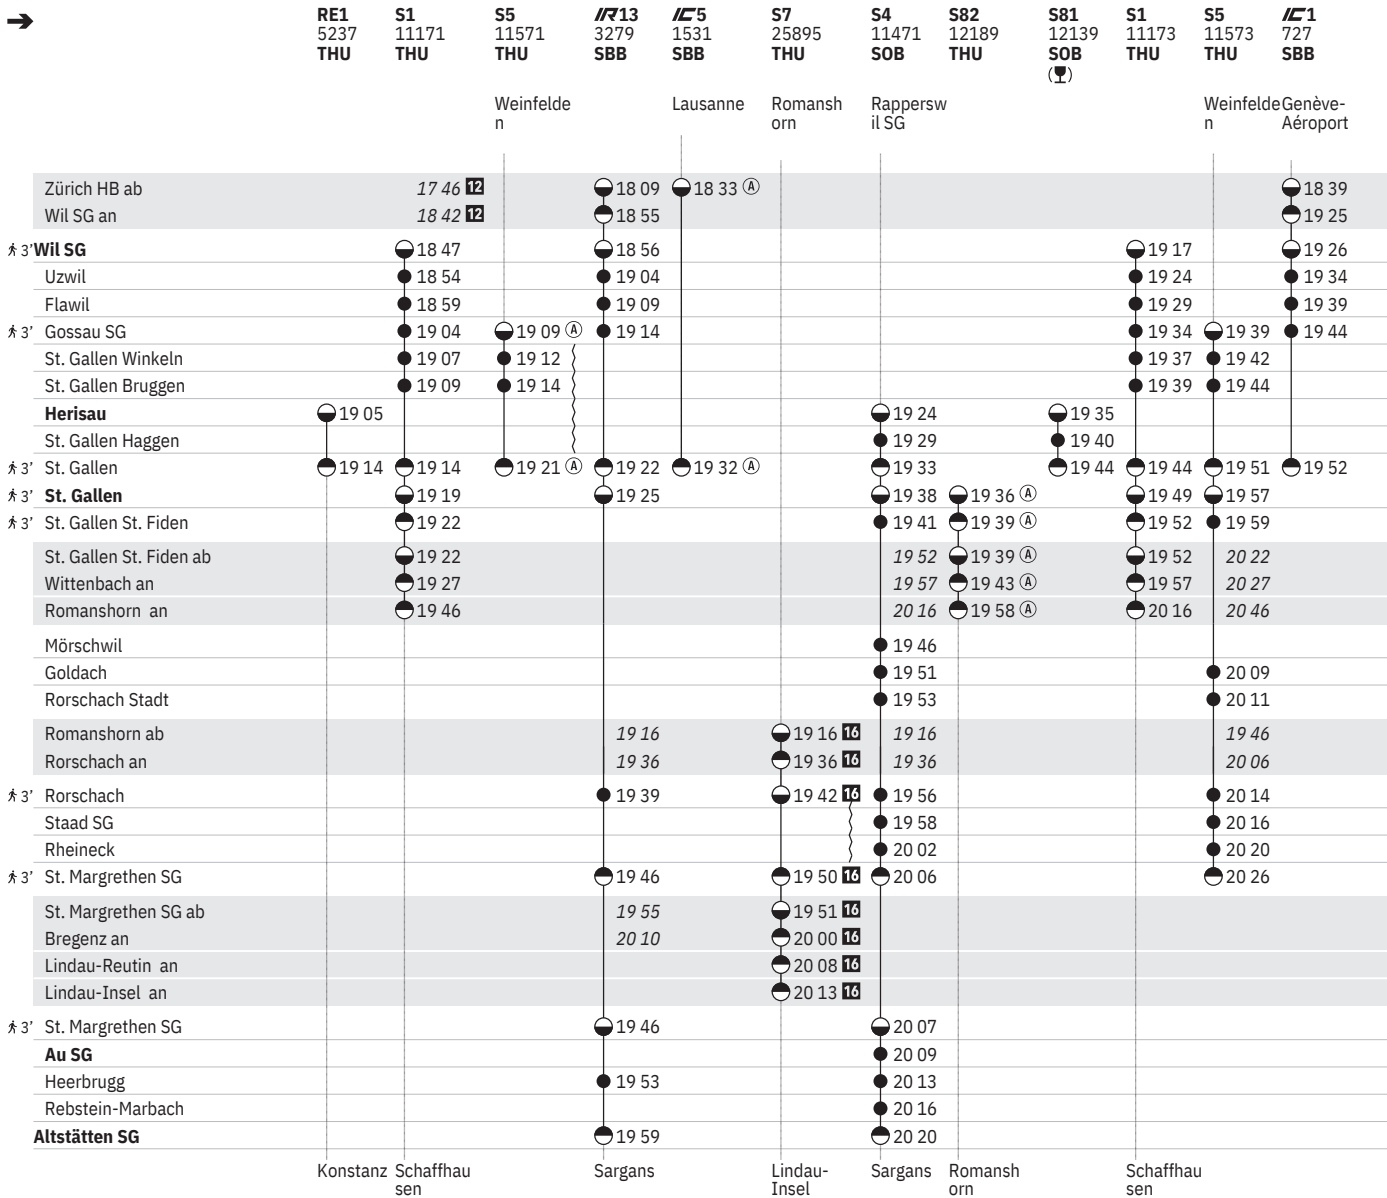 ➔ RE1 S1 S5 IR13 IC5 S7 S4 S82 S81 S1 S5 IC1
5237 11171 11571 3279 1531 25895 11471 12189 12139 11173 11573 727
THU THU THU SBB SBB THU SOB THU SOB THU THU SBB
Weinfelde Lausanne Romansh Rappersw Weinfelde Genève-
n orn il SG n Aéroport
Zürich HB ab 17 46 12 18 09 18 33 Ⓐ 18 39
Wil SG an 18 42 12 18 55 19 25
3' Wil SG 18 47 18 56 19 17 19 26
Uzwil 18 54 19 04 19 24 19 34
Flawil 18 59 19 09 19 29 19 39
3' Gossau SG 19 04 19 09 Ⓐ 19 14 19 34 19 39 19 44
St. Gallen Winkeln 19 07 19 12 19 37 19 42
St. Gallen Bruggen 19 09 19 14 19 39 19 44
Herisau 19 05 19 24 19 35
St. Gallen Haggen 19 29 19 40
3' St. Gallen 19 14 19 14 19 21 Ⓐ 19 22 19 32 Ⓐ 19 33 19 44 19 44 19 51 19 52
3' St. Gallen 19 19 19 25 19 38 19 36 Ⓐ 19 49 19 57
3' St. Gallen St. Fiden 19 22 19 41 19 39 Ⓐ 19 52 19 59
St. Gallen St. Fiden ab 19 22 19 52 19 39 Ⓐ 19 52 20 22
Wittenbach an 19 27 19 57 19 43 Ⓐ 19 57 20 27
Romanshorn an 19 46 20 16 19 58 Ⓐ 20 16 20 46
Mörschwil 19 46
Goldach 19 51 20 09
Rorschach Stadt 19 53 20 11
Romanshorn ab 19 16 19 16 16 19 16 19 46
Rorschach an 19 36 19 36 16 19 36 20 06
3' Rorschach 19 39 19 42 16 19 56 20 14
Staad SG 19 58 20 16
Rheineck 20 02 20 20
3' St. Margrethen SG 19 46 19 50 16 20 06 20 26
St. Margrethen SG ab 19 55 19 51 16
Bregenz an 20 10 20 00 16
Lindau-Reutin an 20 08 16
Lindau-Insel an 20 13 16
3' St. Margrethen SG 19 46 20 07
Au SG 20 09
Heerbrugg 19 53 20 13
Rebstein-Marbach 20 16
Altstätten SG 19 59 20 20
Konstanz Schaffhau Sargans Lindau- Sargans Romansh Schaffhau
sen Insel orn sen